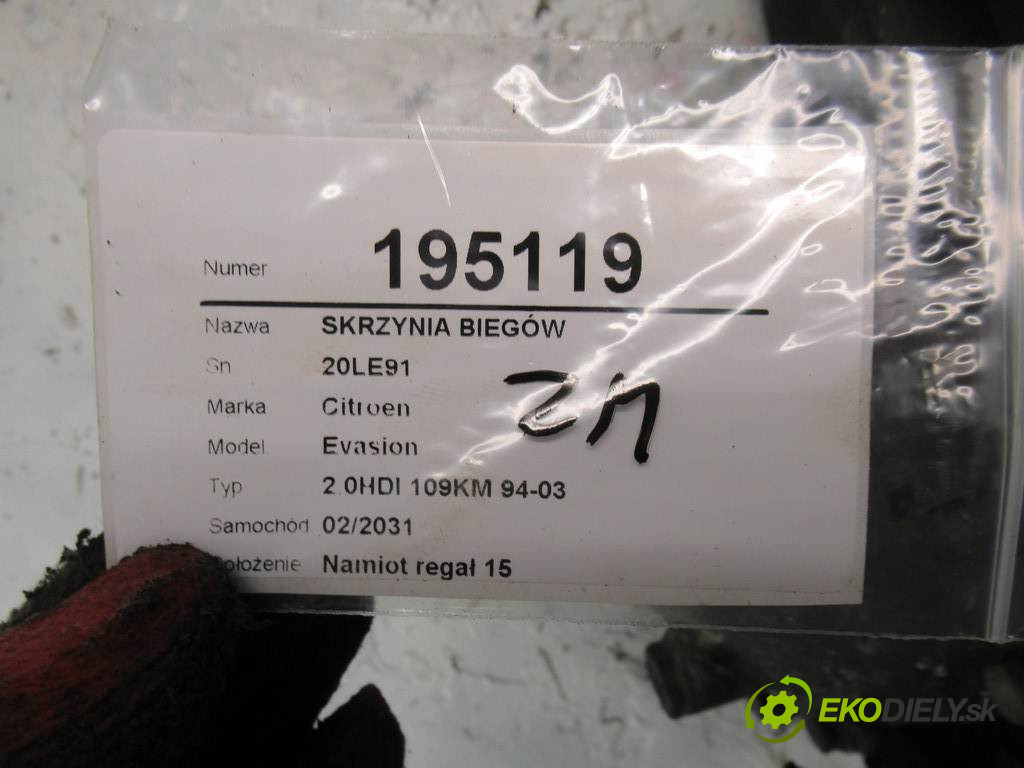 Numer 195119
Nazwa SKRZYNIA BIEGÓW
Sn 20LE91
Marka Citroen
Model Evasion
Typ 2.0HDI 109KM 94-03
Samochód 02/2031
ołożenie Namiot regał 15
EKODIELY.sk